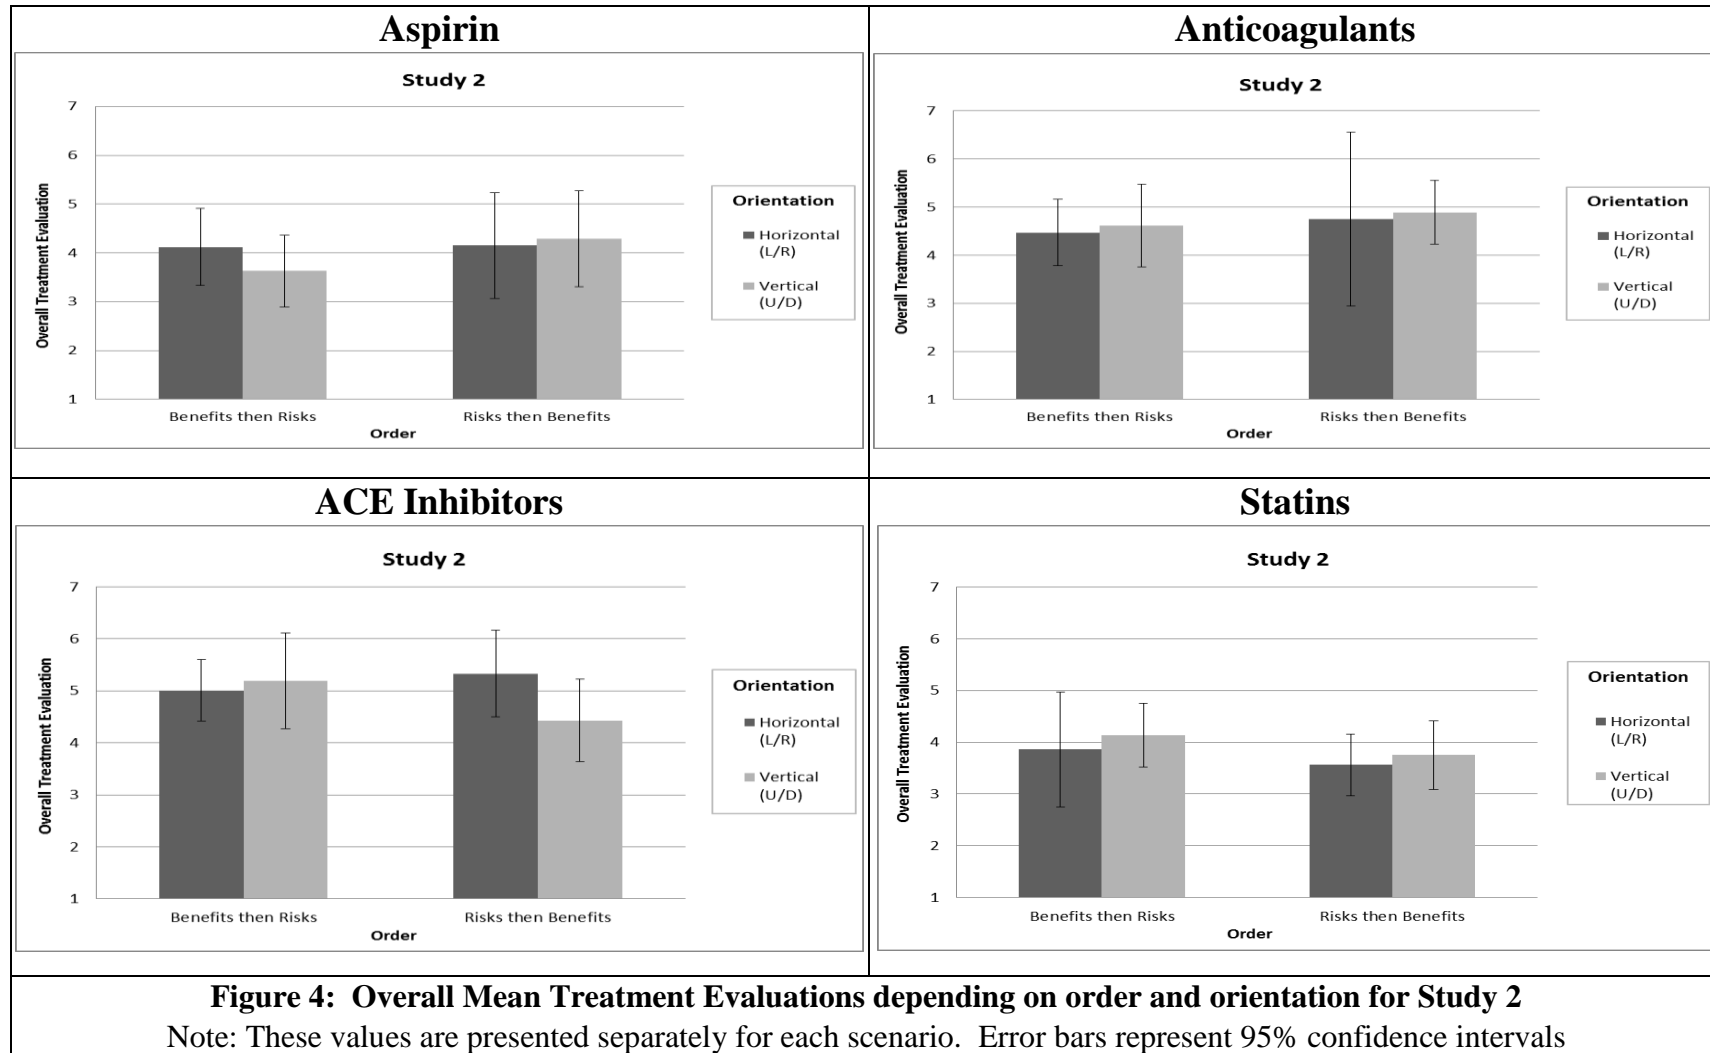 Aspirin
Study 2
7
6
5
4
3
2
1
Overall Treatment Evaluation
Benefits then Risks
Risks then Benefits
Order
Orientation
Horizontal
(L/R)
Vertical
(U/D)
Anticoagulants
Study 2
7
6
5
4
3
2
1
Overall Treatment Evaluation
Benefits then Risks
Risks then Benefits
Order
Orientation
Horizontal
(L/R)
Vertical
(U/D)
ACE Inhibitors
Study 2
7
6
5
4
3
2
1
Overall Treatment Evaluation
Benefits then Risks
Risks then Benefits
Order
Orientation
Horizontal
(L/R)
Vertical
(U/D)
Statins
Study 2
7
6
5
4
3
2
1
Overall Treatment Evaluation
Benefits then Risks
Risks then Benefits
Order
Orientation
Horizontal
(L/R)
Vertical
(U/D)
Figure 4: Overall Mean Treatment Evaluations depending on order and orientation for Study 2
Note: These values are presented separately for each scenario. Error bars represent 95% confidence intervals